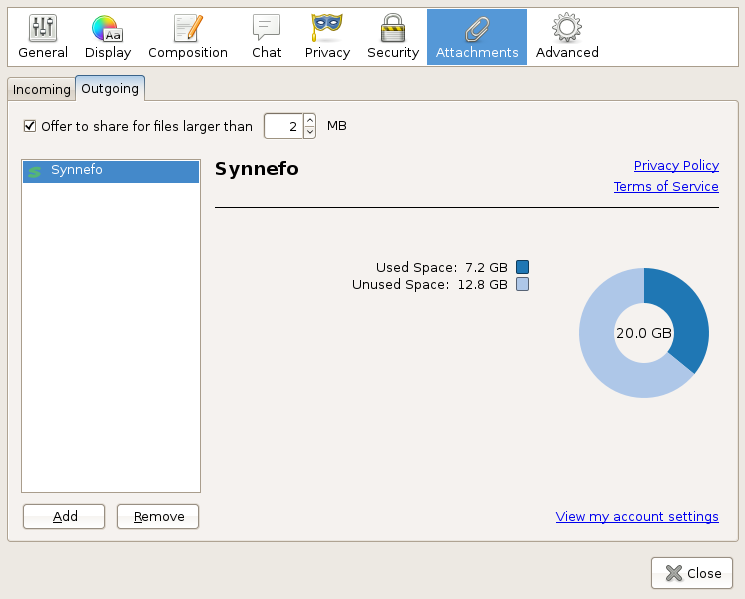 General Display Composition Chat Privacy Security Attachments Advanced
Incoming Outgoing
Offer to share for files larger than 2 MB
Synnefo
Synnefo
Privacy Policy
Terms of Service
Used Space: 7.2 GB
Unused Space: 12.8 GB
20.0 GB
Add Remove
View my account settings
Close